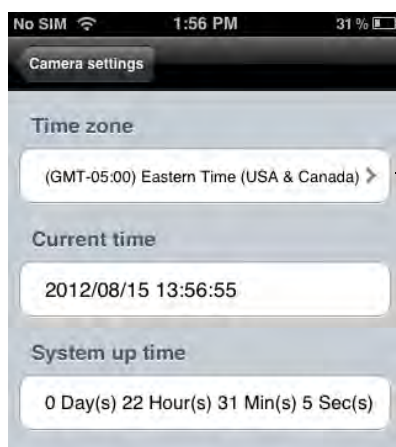 No SIM 1:56 PM 31 %
Camera settings
Time zone
(GMT-05:00) Eastern Time (USA & Canada)
Current time
2012/08/15 13:56:55
System up time
0 Day(s) 22 Hour(s) 31 Min(s) 5 Sec(s)